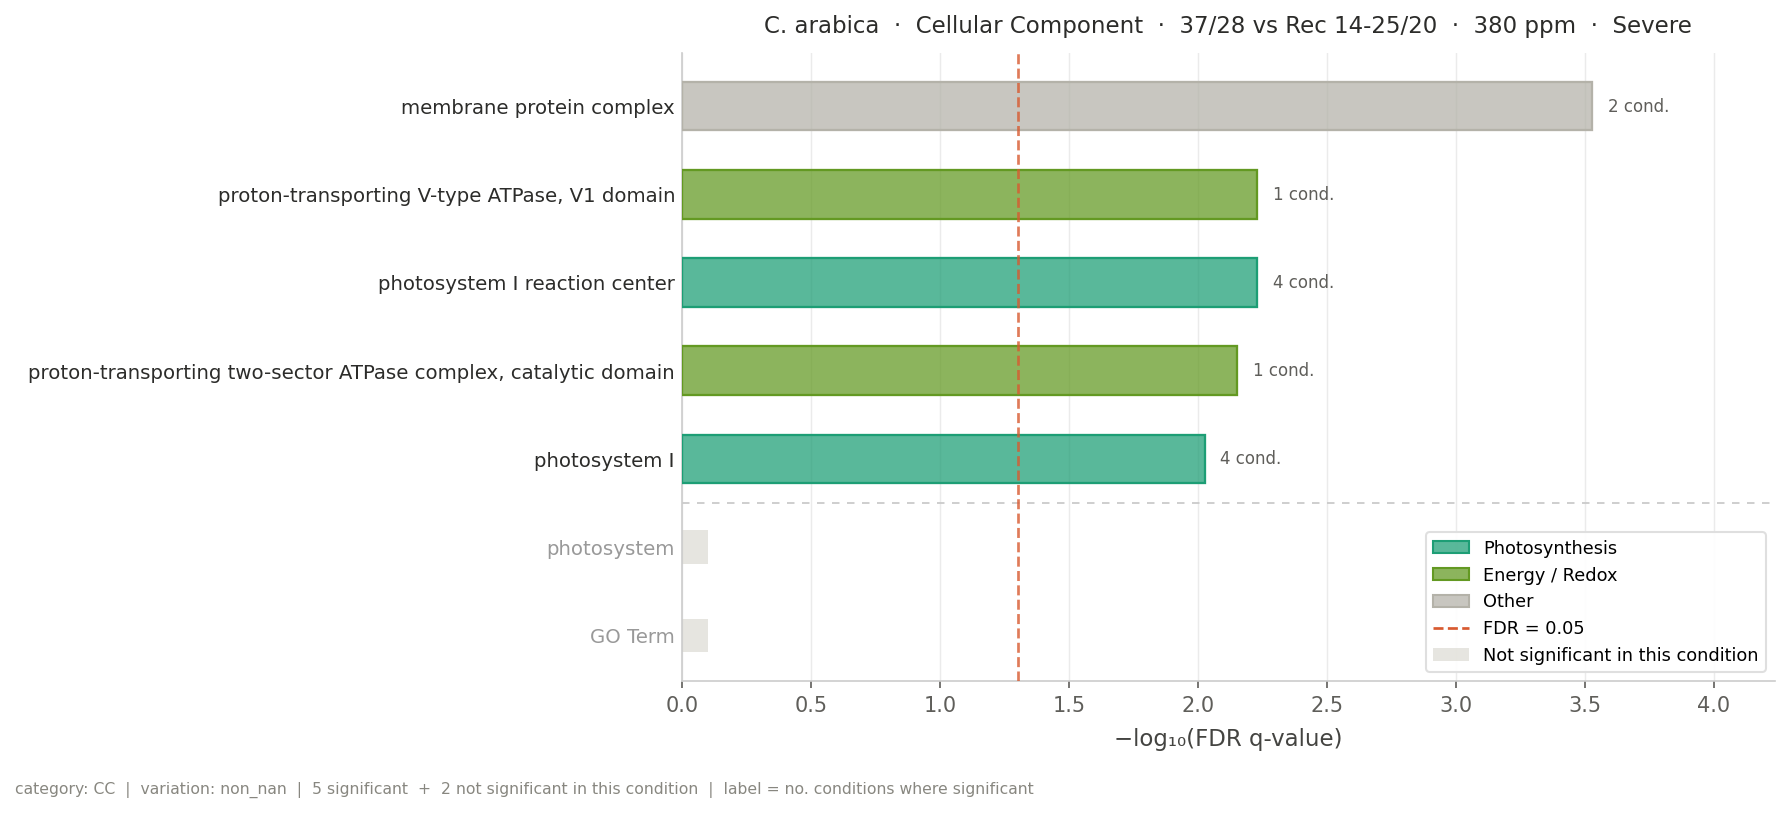 C. arabica · Cellular Component · 37/28 vs Rec 14-25/20 · 380 ppm · Severe
membrane protein complex
2 cond.
proton-transporting V-type ATPase, V1 domain
1 cond.
photosystem I reaction center
4 cond.
proton-transporting two-sector ATPase complex, catalytic domain
1 cond.
photosystem I
4 cond.
photosystem
GO Term
Photosynthesis
Energy / Redox
Other
FDR = 0.05
Not significant in this condition
0.0 0.5 1.0 1.5 2.0 2.5 3.0 3.5 4.0
−log₁₀(FDR q-value)
category: CC | variation: non_nan | 5 significant + 2 not significant in this condition | label = no. conditions where significant